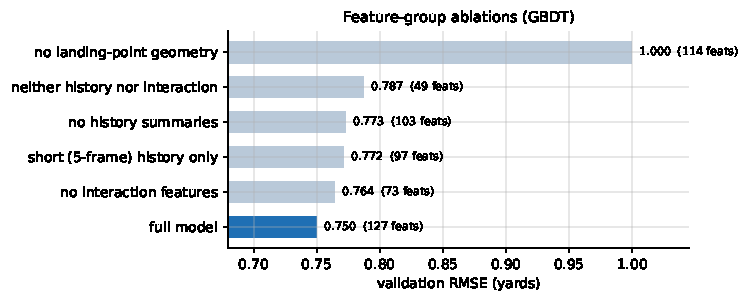 Feature-group ablations (GBDT)
no landing-point geometry 1.000 (114 feats)
neither history nor interaction 0.787 (49 feats)
no history summaries 0.773 (103 feats)
short (5-frame) history only 0.772 (97 feats)
no interaction features 0.764 (73 feats)
full model 0.750 (127 feats)
0.70 0.75 0.80 0.85 0.90 0.95 1.00
validation RMSE (yards)